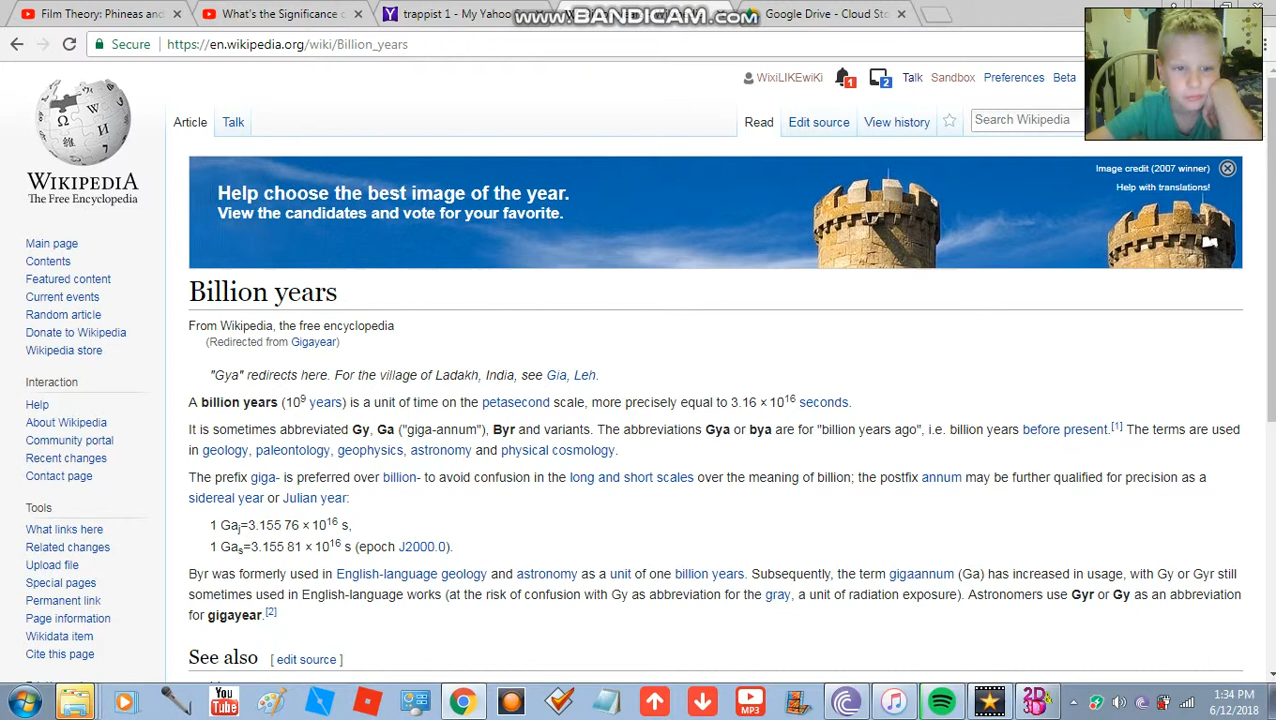 Film Theory: Phineas and
What's the Significance
trappist 1 - My Yahoo
www.BANDICAM.com
Google Drive - Cloud Sto
Secure
https://en.wikipedia.org/wiki/Billion_years
WixiLIKEwiKi 1 2 Talk Sandbox Preferences Beta
Article Talk Read Edit source View history Search Wikipedia
WIKIPEDIA
The Free Encyclopedia
Main page
Contents
Featured content
Current events
Random article
Donate to Wikipedia
Wikipedia store
Interaction
Help
About Wikipedia
Community portal
Recent changes
Contact page
Tools
What links here
Related changes
Upload file
Special pages
Permanent link
Page information
Wikidata item
Cite this page
Help choose the best image of the year.
View the candidates and vote for your favorite.
Image credit (2007 winner)
Help with translations!
Billion years
From Wikipedia, the free encyclopedia
(Redirected from Gigayear)
"Gya" redirects here. For the village of Ladakh, India, see Gia, Leh.
A billion years (10⁹ years) is a unit of time on the petasecond scale, more precisely equal to 3.16 × 10¹⁶ seconds.
It is sometimes abbreviated Gy, Ga ("giga-annum"), Byr and variants. The abbreviations Gya or bya are for "billion years ago", i.e. billion years before present.[1] The terms are used
in geology, paleontology, geophysics, astronomy and physical cosmology.
The prefix giga- is preferred over billion- to avoid confusion in the long and short scales over the meaning of billion; the postfix annum may be further qualified for precision as a
sidereal year or Julian year:
1 Gaj=3.155 76 × 10¹⁶ s,
1 Gas=3.155 81 × 10¹⁶ s (epoch J2000.0).
Byr was formerly used in English-language geology and astronomy as a unit of one billion years. Subsequently, the term gigaannum (Ga) has increased in usage, with Gy or Gyr still
sometimes used in English-language works (at the risk of confusion with Gy as abbreviation for the gray, a unit of radiation exposure). Astronomers use Gyr or Gy as an abbreviation
for gigayear.[2]
See also [ edit source ]
You Tube
MP3
1:34 PM
6/12/2018